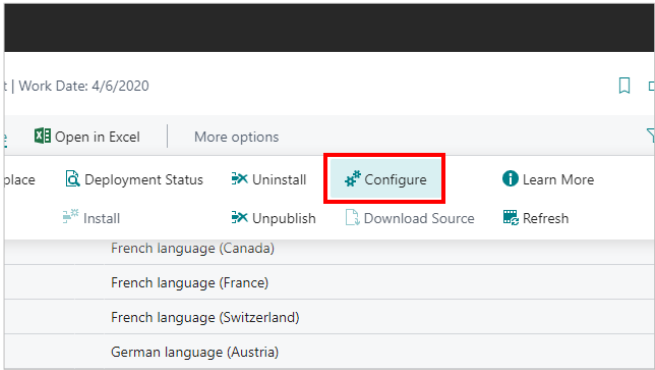 t | Work Date: 4/6/2020
Open in Excel More options
place Deployment Status Uninstall Configure Learn More
Install Unpublish Download Source Refresh
French language (Canada)
French language (France)
French language (Switzerland)
German language (Austria)